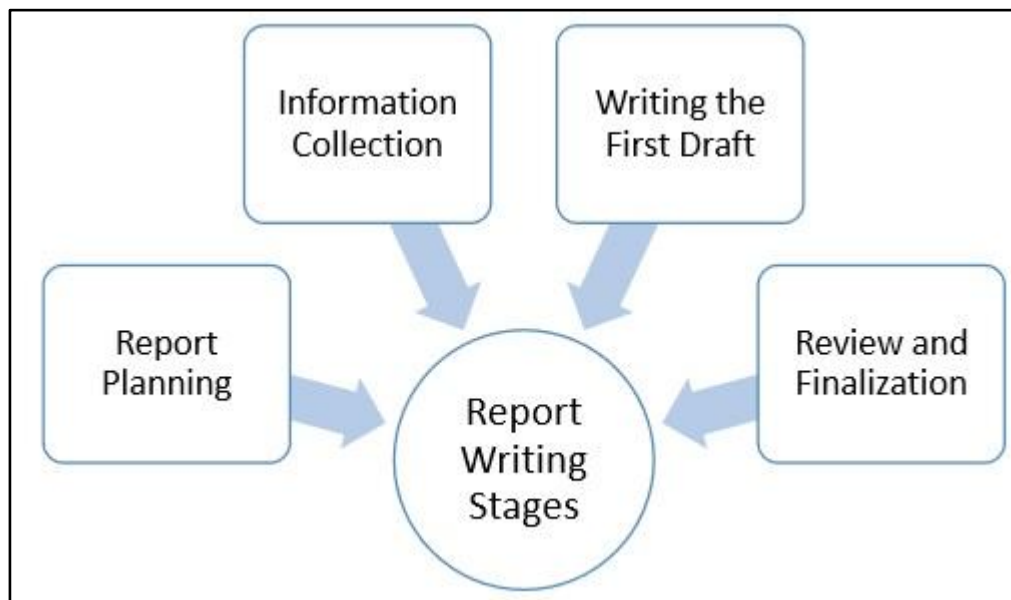 Information
Collection
Writing the
First Draft
Report
Planning
Review and
Finalization
Report
Writing
Stages